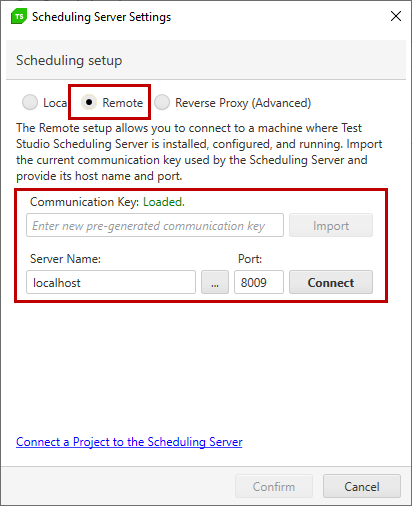 TS Scheduling Server Settings
Scheduling setup
Local Remote Reverse Proxy (Advanced)
The Remote setup allows you to connect to a machine where Test
Studio Scheduling Server is installed, configured, and running. Import
the current communication key used by the Scheduling Server and
provide its host name and port.
Communication Key: Loaded.
Enter new pre-generated communication key Import
Server Name: Port:
localhost ... 8009 Connect
Connect a Project to the Scheduling Server
Confirm Cancel